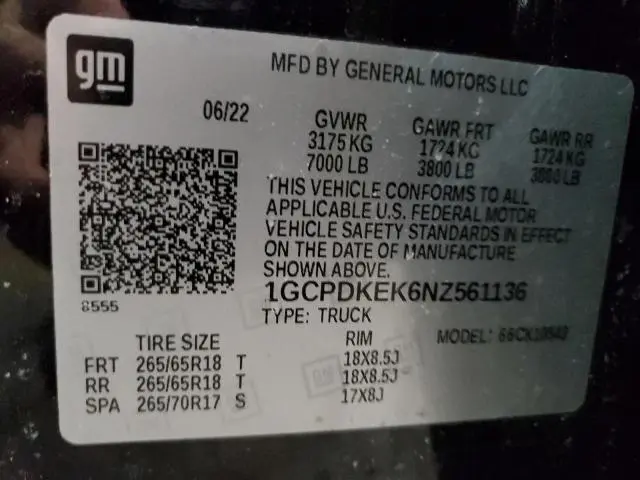 gm
MFD BY GENERAL MOTORS LLC
06/22 GVWR GAWR FRT GAWR RR
3175 KG 1724 KG 1724 KG
7000 LB 3800 LB 3800 LB
THIS VEHICLE CONFORMS TO ALL
APPLICABLE U.S. FEDERAL MOTOR
VEHICLE SAFETY STANDARDS IN EFFECT
ON THE DATE OF MANUFACTURE
SHOWN ABOVE.
1GCPDKEK6NZ561136
8555 TYPE: TRUCK
TIRE SIZE RIM MODEL:
FRT 265/65R18 T 18X8.5J
RR 265/65R18 T 18X8.5J
SPA 265/70R17 S 17X8J
gm